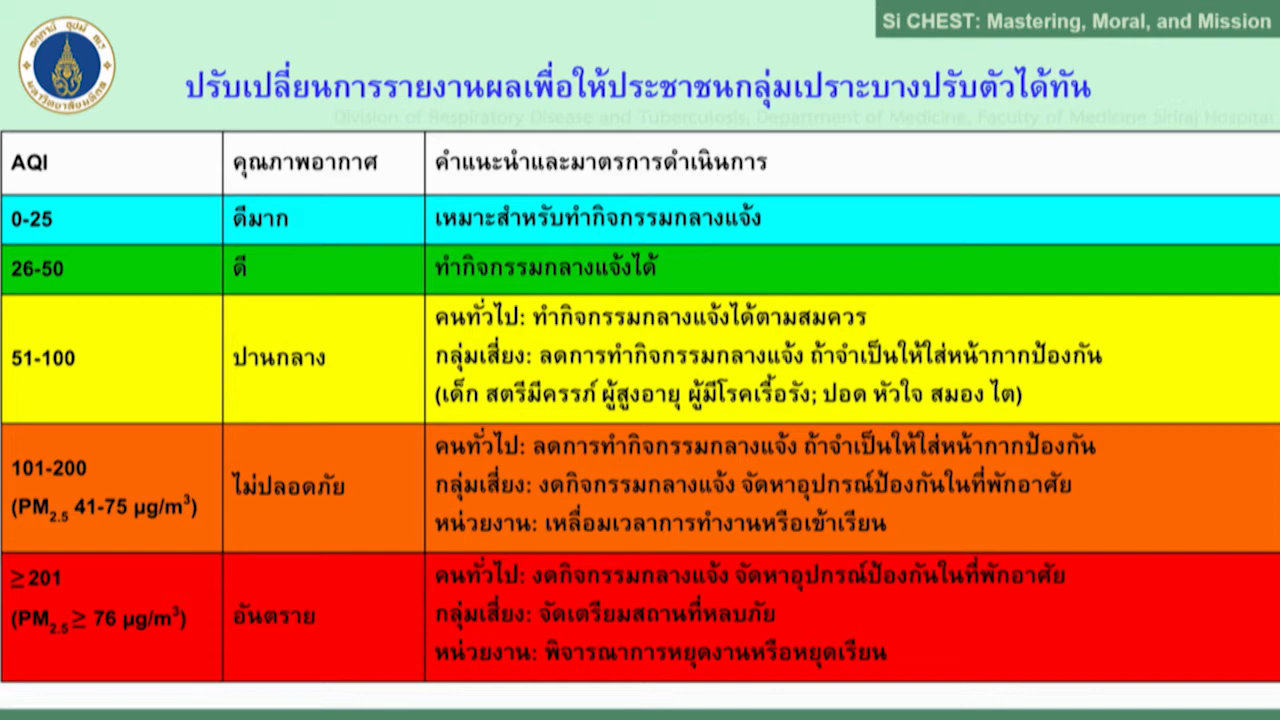 Si CHEST: Mastering, Moral, and Mission
ปรับเปลี่ยนการรายงานผลเพื่อให้ประชาชนกลุ่มเปราะบางปรับตัวได้ทัน
Division of Respiratory Disease and Tuberculosis, Department of Medicine, Faculty of Medicine Siriraj Hospital
AQI
คุณภาพอากาศ
คำแนะนำและมาตรการดำเนินการ
0-25
ดีมาก
เหมาะสำหรับทำกิจกรรมกลางแจ้ง
26-50
ดี
ทำกิจกรรมกลางแจ้งได้
51-100
ปานกลาง
คนทั่วไป: ทำกิจกรรมกลางแจ้งได้ตามสมควร
กลุ่มเสี่ยง: ลดการทำกิจกรรมกลางแจ้ง ถ้าจำเป็นให้ใส่หน้ากากป้องกัน
(เด็ก สตรีมีครรภ์ ผู้สูงอายุ ผู้มีโรคเรื้อรัง; ปอด หัวใจ สมอง ไต)
101-200
(PM2.5 41-75 µg/m³)
ไม่ปลอดภัย
คนทั่วไป: ลดการทำกิจกรรมกลางแจ้ง ถ้าจำเป็นให้ใส่หน้ากากป้องกัน
กลุ่มเสี่ยง: งดกิจกรรมกลางแจ้ง จัดหาอุปกรณ์ป้องกันในที่พักอาศัย
หน่วยงาน: เหลื่อมเวลาการทำงานหรือเข้าเรียน
≥ 201
(PM2.5 ≥ 76 µg/m³)
อันตราย
คนทั่วไป: งดกิจกรรมกลางแจ้ง จัดหาอุปกรณ์ป้องกันในที่พักอาศัย
กลุ่มเสี่ยง: จัดเตรียมสถานที่หลบภัย
หน่วยงาน: พิจารณาการหยุดงานหรือหยุดเรียน